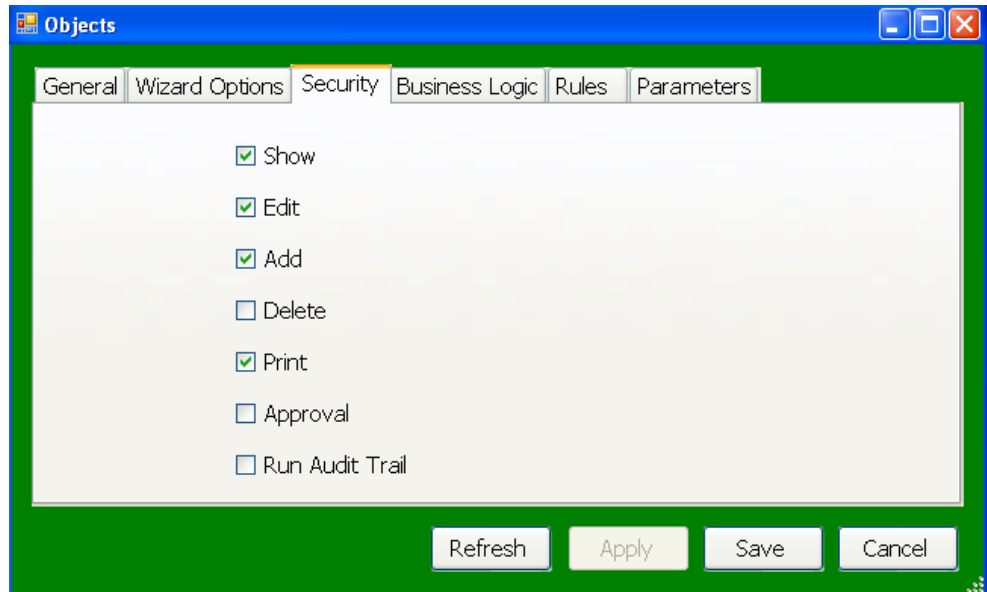 Objects
General Wizard Options Security Business Logic Rules Parameters
Show
Edit
Add
Delete
Print
Approval
Run Audit Trail
Refresh Apply Save Cancel